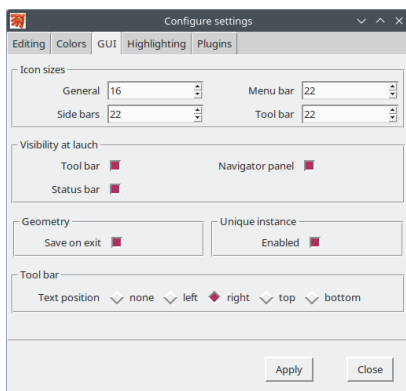 Configure settings
Editing Colors GUI Highlighting Plugins
Icon sizes
General 16 Menu bar 22
Side bars 22 Tool bar 22
Visibility at lauch
Tool bar Navigator panel
Status bar
Geometry Unique instance
Save on exit Enabled
Tool bar
Text position none left right top bottom
Apply Close